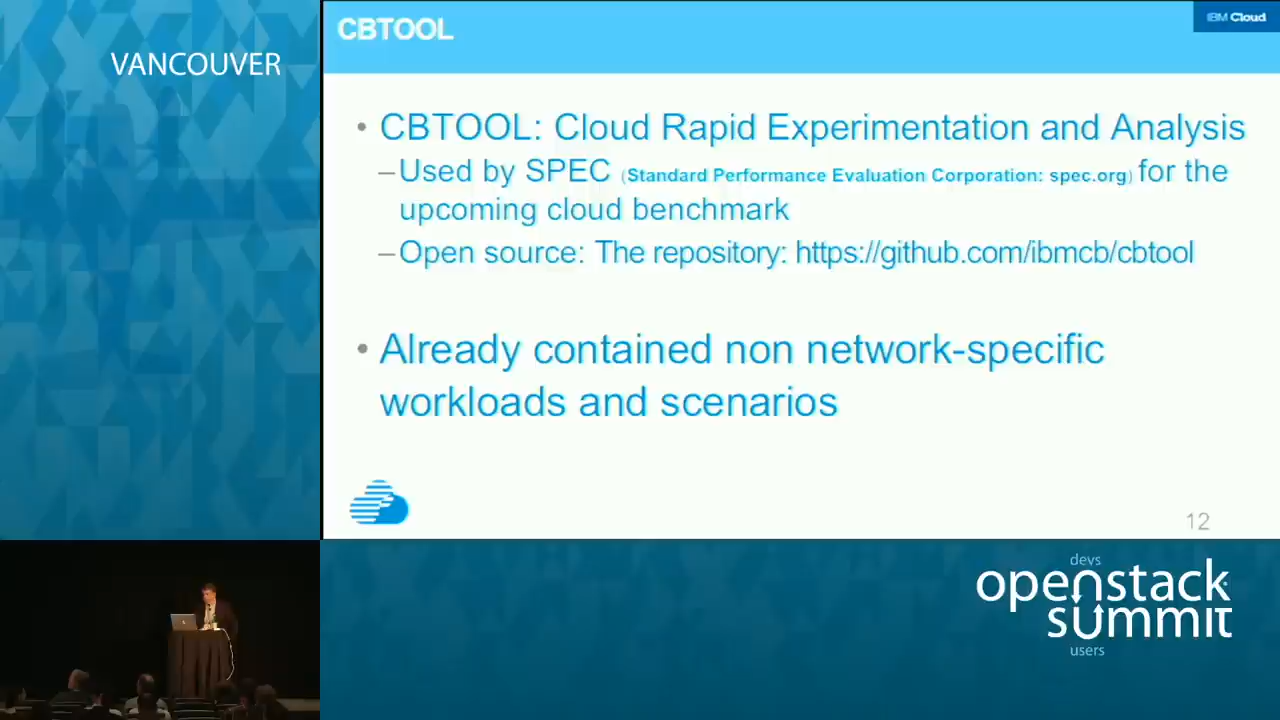 VANCOUVER
CBTOOL
IBM Cloud
• CBTOOL: Cloud Rapid Experimentation and Analysis
–Used by SPEC (Standard Performance Evaluation Corporation: spec.org) for the
upcoming cloud benchmark
–Open source: The repository: https://github.com/ibmcb/cbtool
• Already contained non network-specific
workloads and scenarios
12
devs
openstack
summit
users